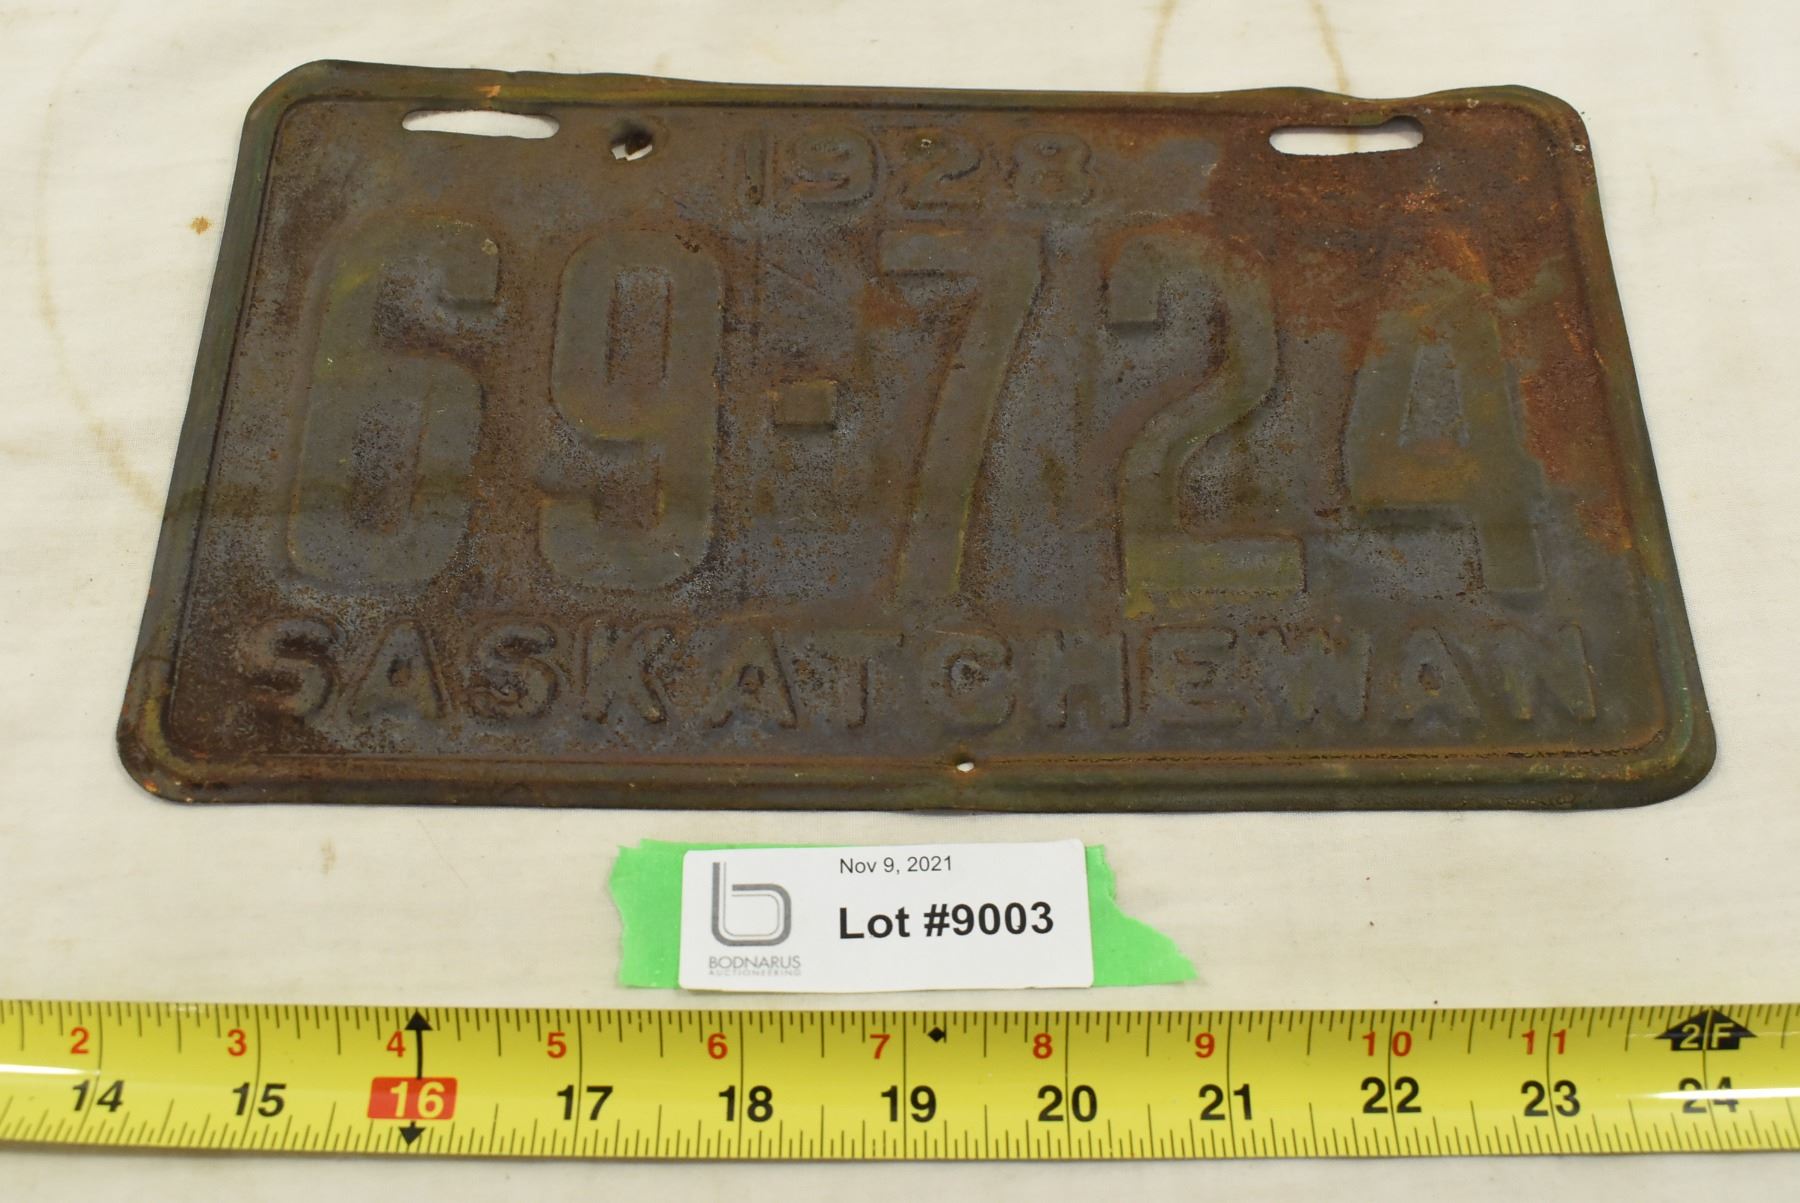 1928
69-724
SASKATCHEWAN
Nov 9, 2021
Lot #9003
BODNARUS
AUCTIONEERING
2 3 4 5 6 7 8 9 10 11 2F
14 15 16 17 18 19 20 21 22 23 24